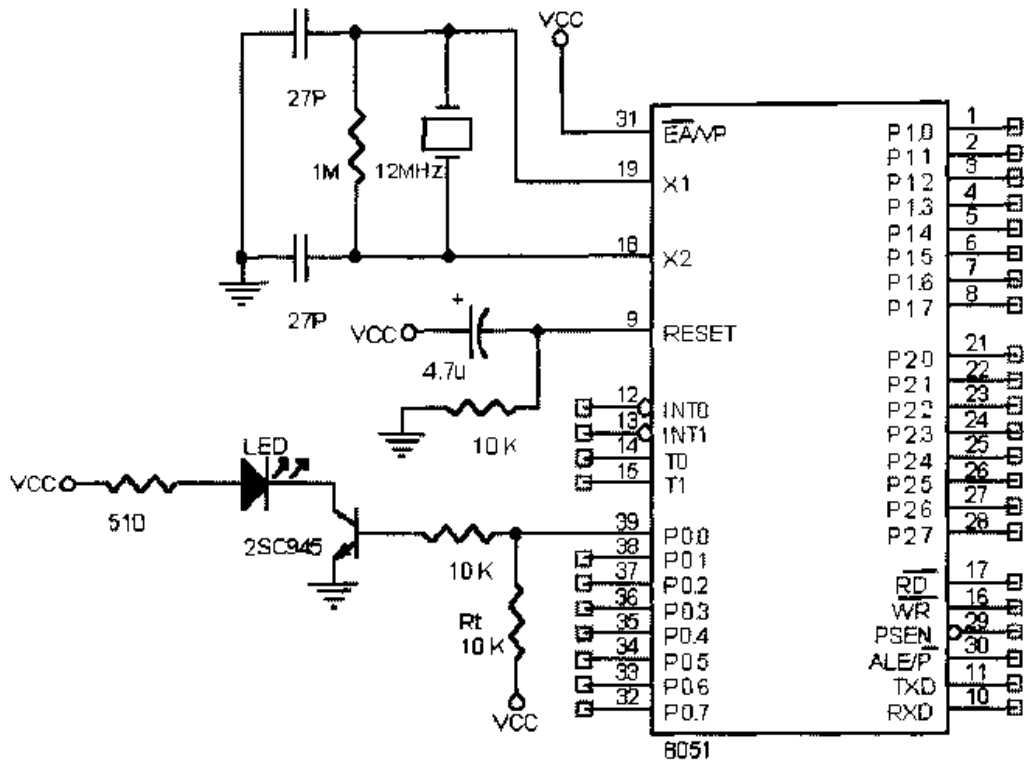 VCC
27P
1M
12MHz
27P
VCC
4.7u
10K
LED
VCC
510
2SC945
10K
Rt
10K
VCC
31
EA/VP
19
X1
18
X2
9
RESET
12
INT0
13
INT1
14
T0
15
T1
39
P0.0
38
P0.1
37
P0.2
36
P0.3
35
P0.4
34
P0.5
33
P0.6
32
P0.7
P1.0
1
P1.1
2
P1.2
3
P1.3
4
P1.4
5
P1.5
6
P1.6
7
P1.7
8
P2.0
21
P2.1
22
P2.2
23
P2.3
24
P2.4
25
P2.5
26
P2.6
27
P2.7
28
RD
17
WR
16
PSEN
29
ALE/P
30
TXD
11
RXD
10
8051